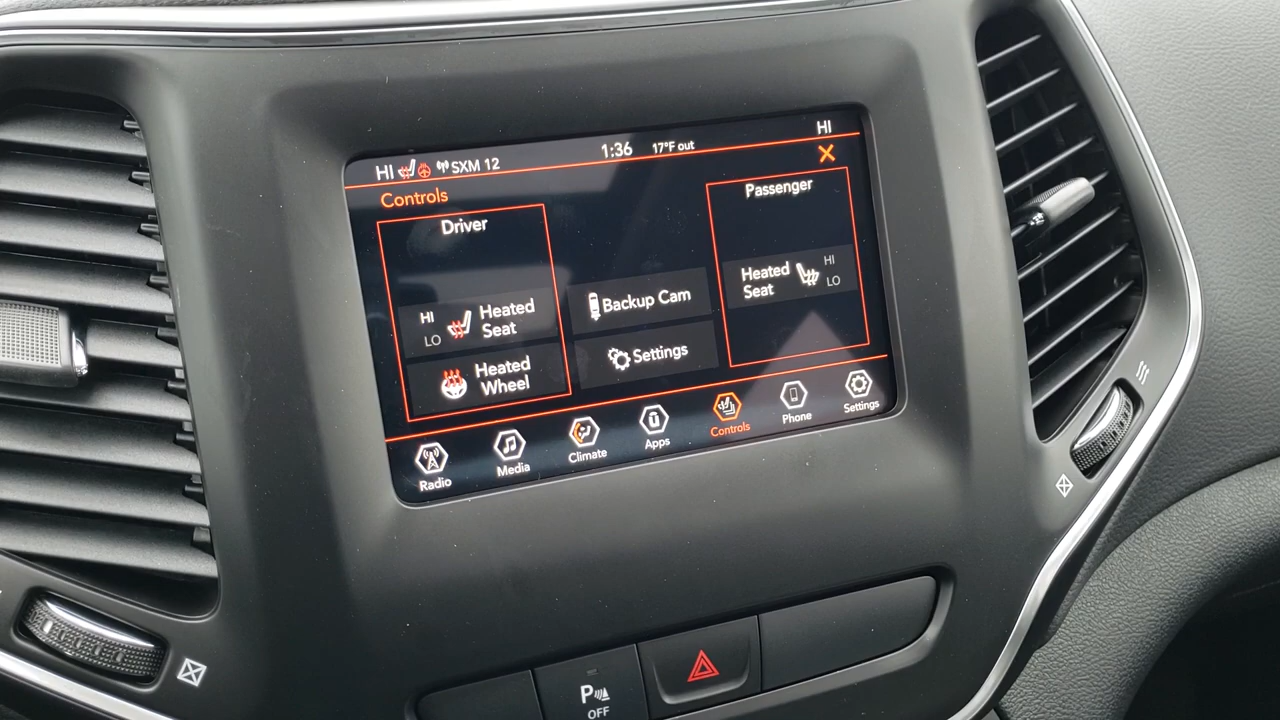 HI SXM 12 1:36 17°F out HI
Controls
Driver
HI
LO
Heated
Seat
Heated
Wheel
Backup Cam
Settings
Passenger
Heated
Seat
HI
LO
Radio
Media
Climate
Apps
Controls
Phone
Settings
P
OFF